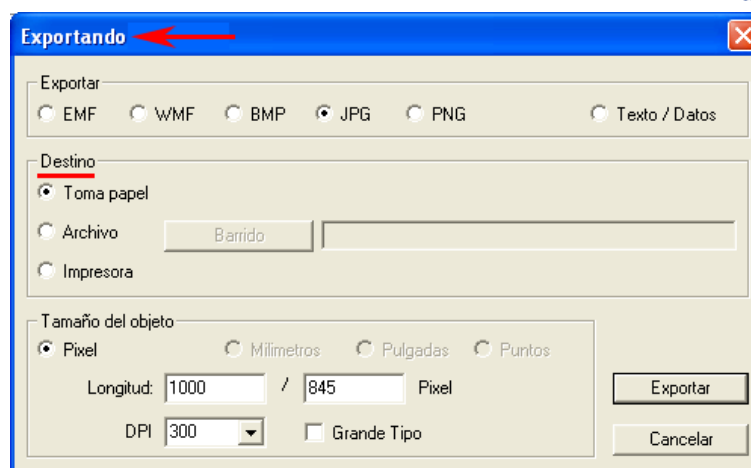 Exportando
Exportar
EMF WMF BMP JPG PNG Texto / Datos
Destino
Toma papel
Archivo Barrido
Impresora
Tamaño del objeto
Pixel Milimetros Pulgadas Puntos
Longitud: 1000 / 845 Pixel Exportar
DPI 300 Grande Tipo Cancelar